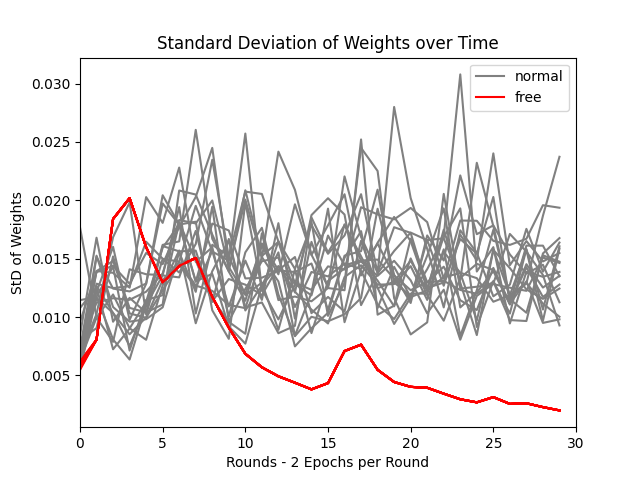 Standard Deviation of Weights over Time
normal
free
0.030
0.025
0.020
0.015
0.010
0.005
StD of Weights
0 5 10 15 20 25 30
Rounds - 2 Epochs per Round